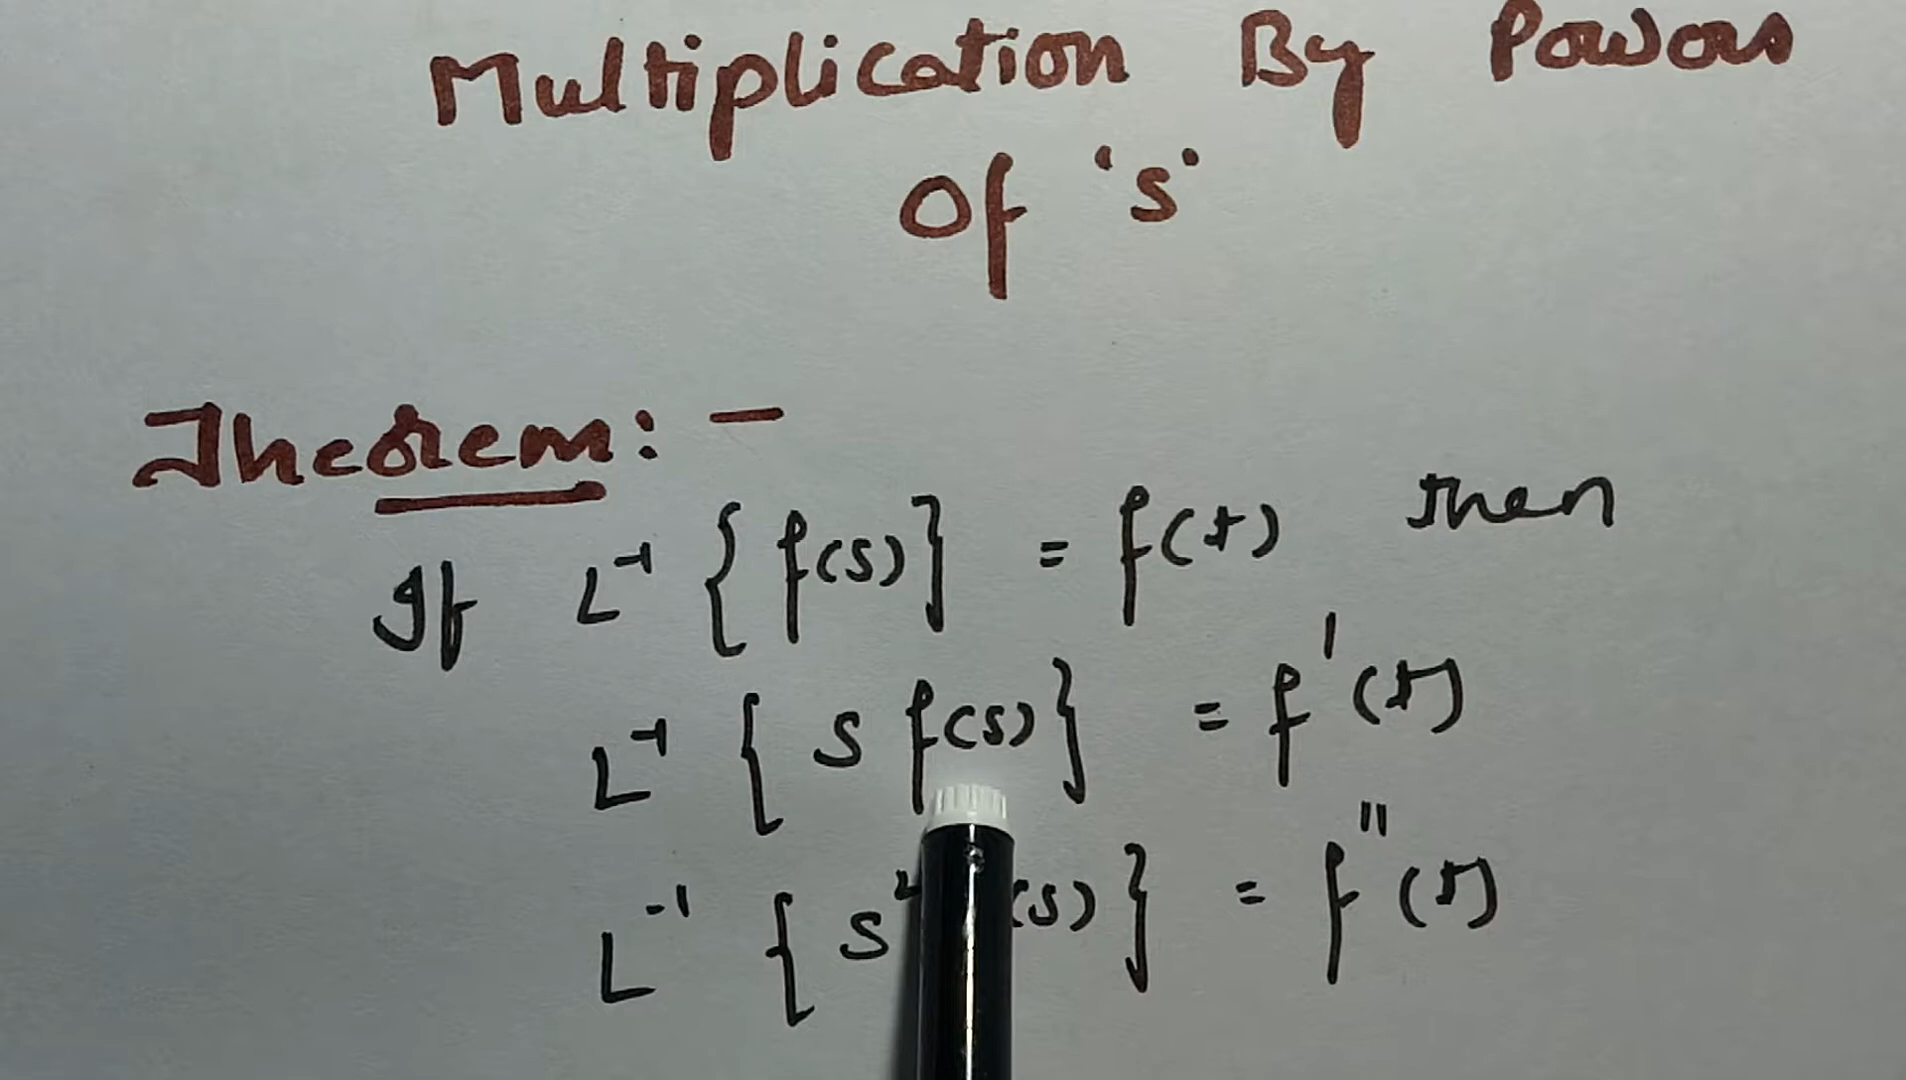 Multiplication By Powers
Of 's'
Theorem: -
If L⁻¹ { f(s) } = f(t) then
L⁻¹ { s f(s) } = f'(t)
L⁻¹ { s² (s) } = f''(t)